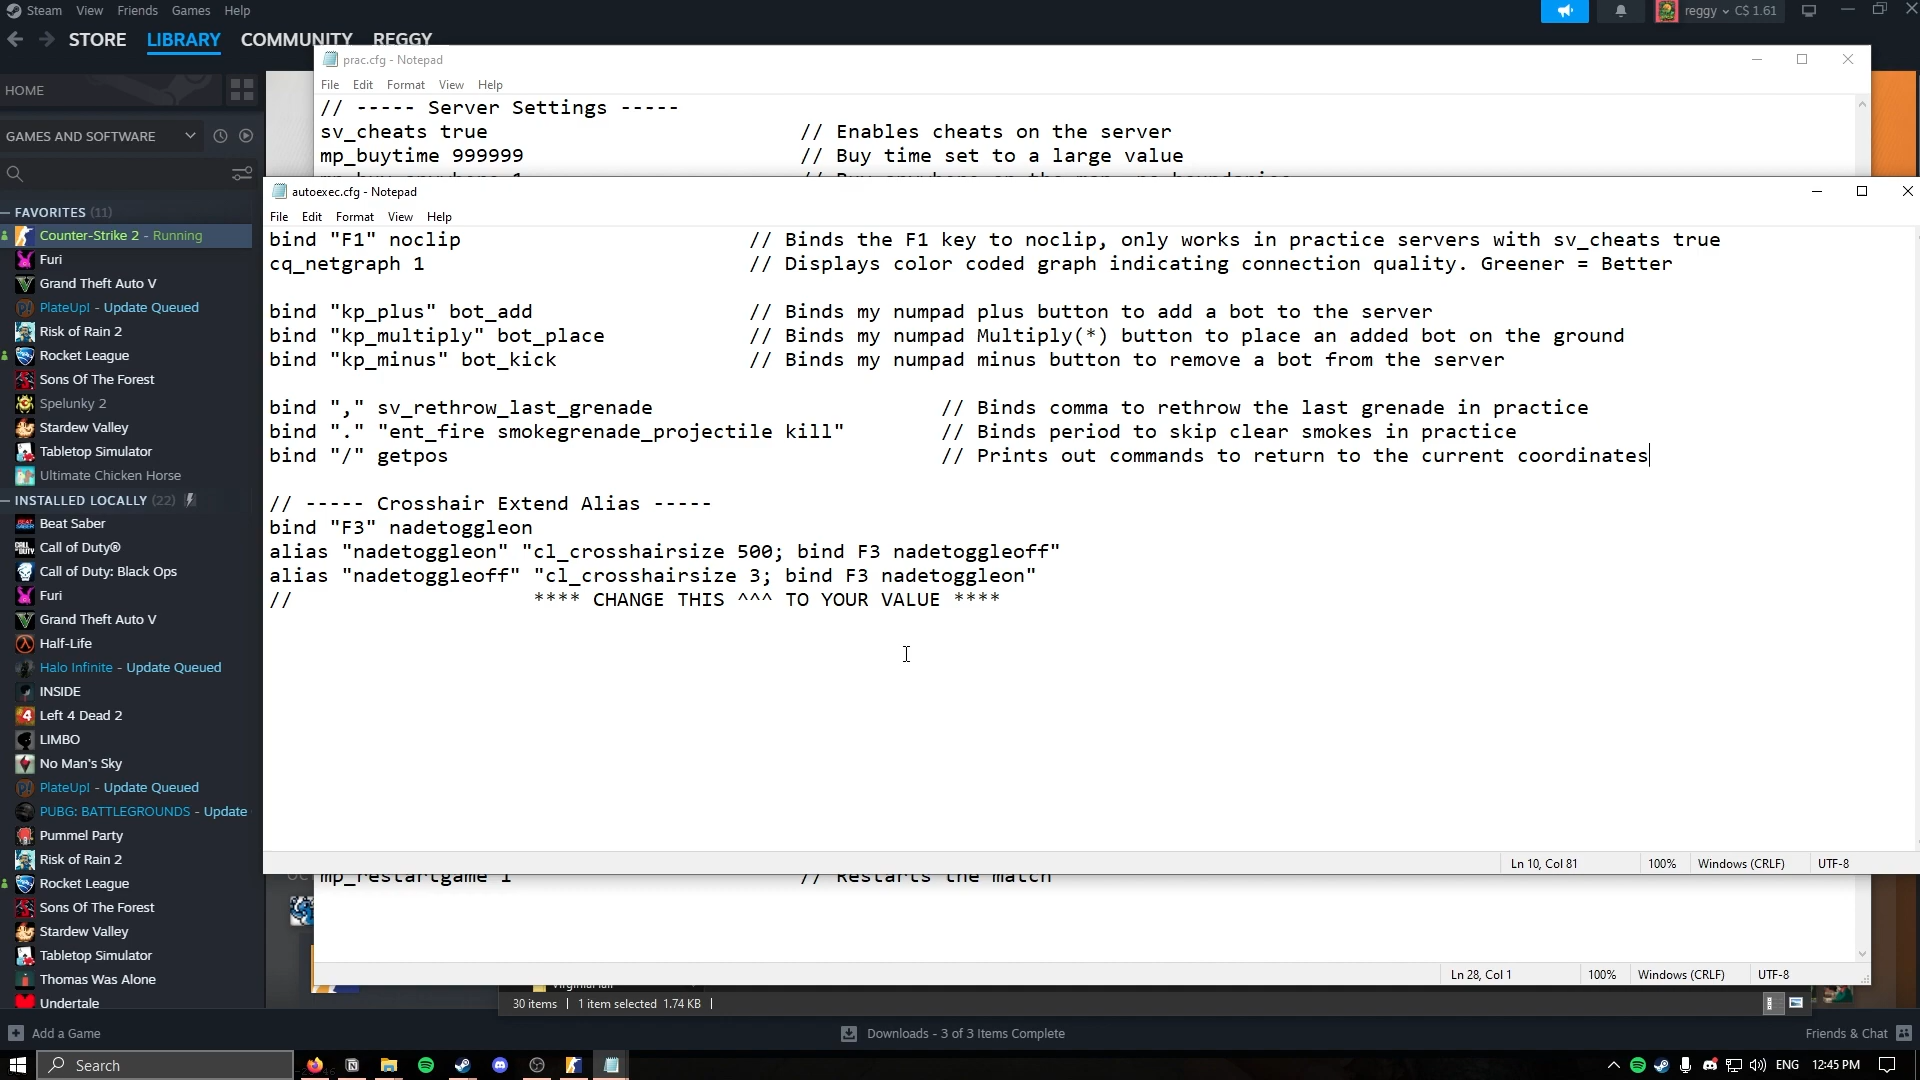 Steam View Friends Games Help
reggy C$ 1.61
STORE LIBRARY COMMUNITY REGGY
HOME
GAMES AND SOFTWARE
FAVORITES (11)
Counter-Strike 2 - Running
Furi
Grand Theft Auto V
PlateUp! - Update Queued
Risk of Rain 2
Rocket League
Sons Of The Forest
Spelunky 2
Stardew Valley
Tabletop Simulator
Ultimate Chicken Horse
INSTALLED LOCALLY (22)
Beat Saber
Call of Duty®
Call of Duty: Black Ops
Furi
Grand Theft Auto V
Half-Life
Halo Infinite - Update Queued
INSIDE
Left 4 Dead 2
LIMBO
No Man's Sky
PlateUp! - Update Queued
PUBG: BATTLEGROUNDS - Update
Pummel Party
Risk of Rain 2
Rocket League
Sons Of The Forest
Stardew Valley
Tabletop Simulator
Thomas Was Alone
Undertale
prac.cfg - Notepad
File Edit Format View Help
// ----- Server Settings -----
sv_cheats true // Enables cheats on the server
mp_buytime 999999 // Buy time set to a large value
autoexec.cfg - Notepad
File Edit Format View Help
bind "F1" noclip // Binds the F1 key to noclip, only works in practice servers with sv_cheats true
cq_netgraph 1 // Displays color coded graph indicating connection quality. Greener = Better
bind "kp_plus" bot_add // Binds my numpad plus button to add a bot to the server
bind "kp_multiply" bot_place // Binds my numpad Multiply(*) button to place an added bot on the ground
bind "kp_minus" bot_kick // Binds my numpad minus button to remove a bot from the server
bind "," sv_rethrow_last_grenade // Binds comma to rethrow the last grenade in practice
bind "." "ent_fire smokegrenade_projectile kill" // Binds period to skip clear smokes in practice
bind "/" getpos // Prints out commands to return to the current coordinates
// ----- Crosshair Extend Alias -----
bind "F3" nadetoggleon
alias "nadetoggleon" "cl_crosshairsize 500; bind F3 nadetoggleoff"
alias "nadetoggleoff" "cl_crosshairsize 3; bind F3 nadetoggleon"
// **** CHANGE THIS ^^^ TO YOUR VALUE ****
Ln 10, Col 81 100% Windows (CRLF) UTF-8
mp_restartgame 1 // Restarts the match
Ln 28, Col 1 100% Windows (CRLF) UTF-8
30 items 1 item selected 1.74 KB
Add a Game
Downloads - 3 of 3 Items Complete
Friends & Chat
Search
ENG 12:45 PM